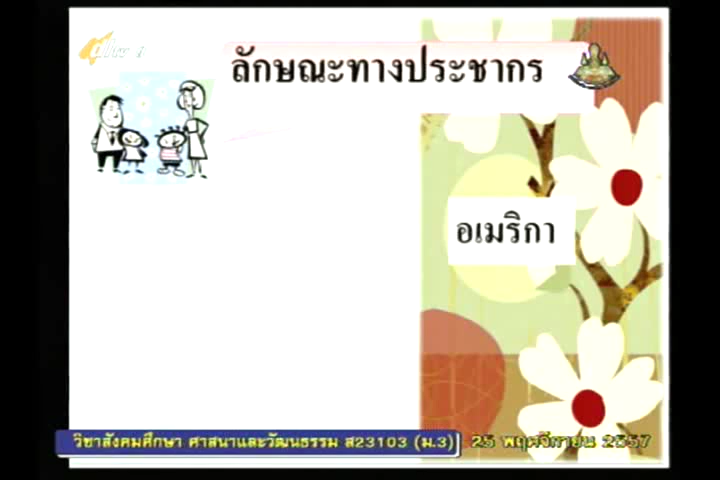 ลักษณะทางประชากร
อเมริกา
วิชาสังคมศึกษา ศาสนาและวัฒนธรรม ส23103 (ม.3)
25 พฤศจิกายน 2557